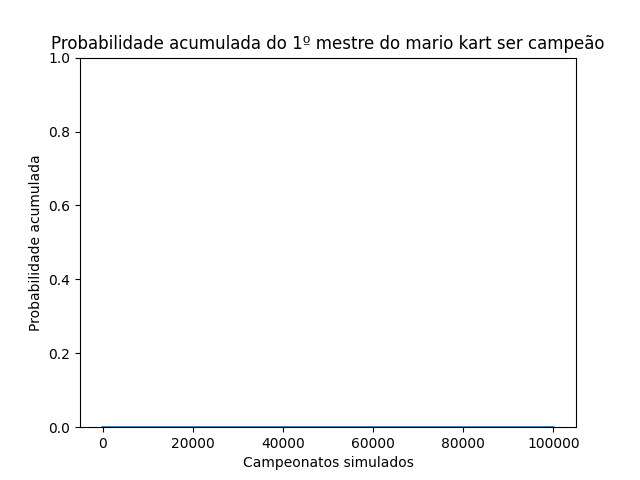 Probabilidade acumulada do 1º mestre do mario kart ser campeão
1.0
0.8
0.6
0.4
0.2
0.0
Probabilidade acumulada
0 20000 40000 60000 80000 100000
Campeonatos simulados